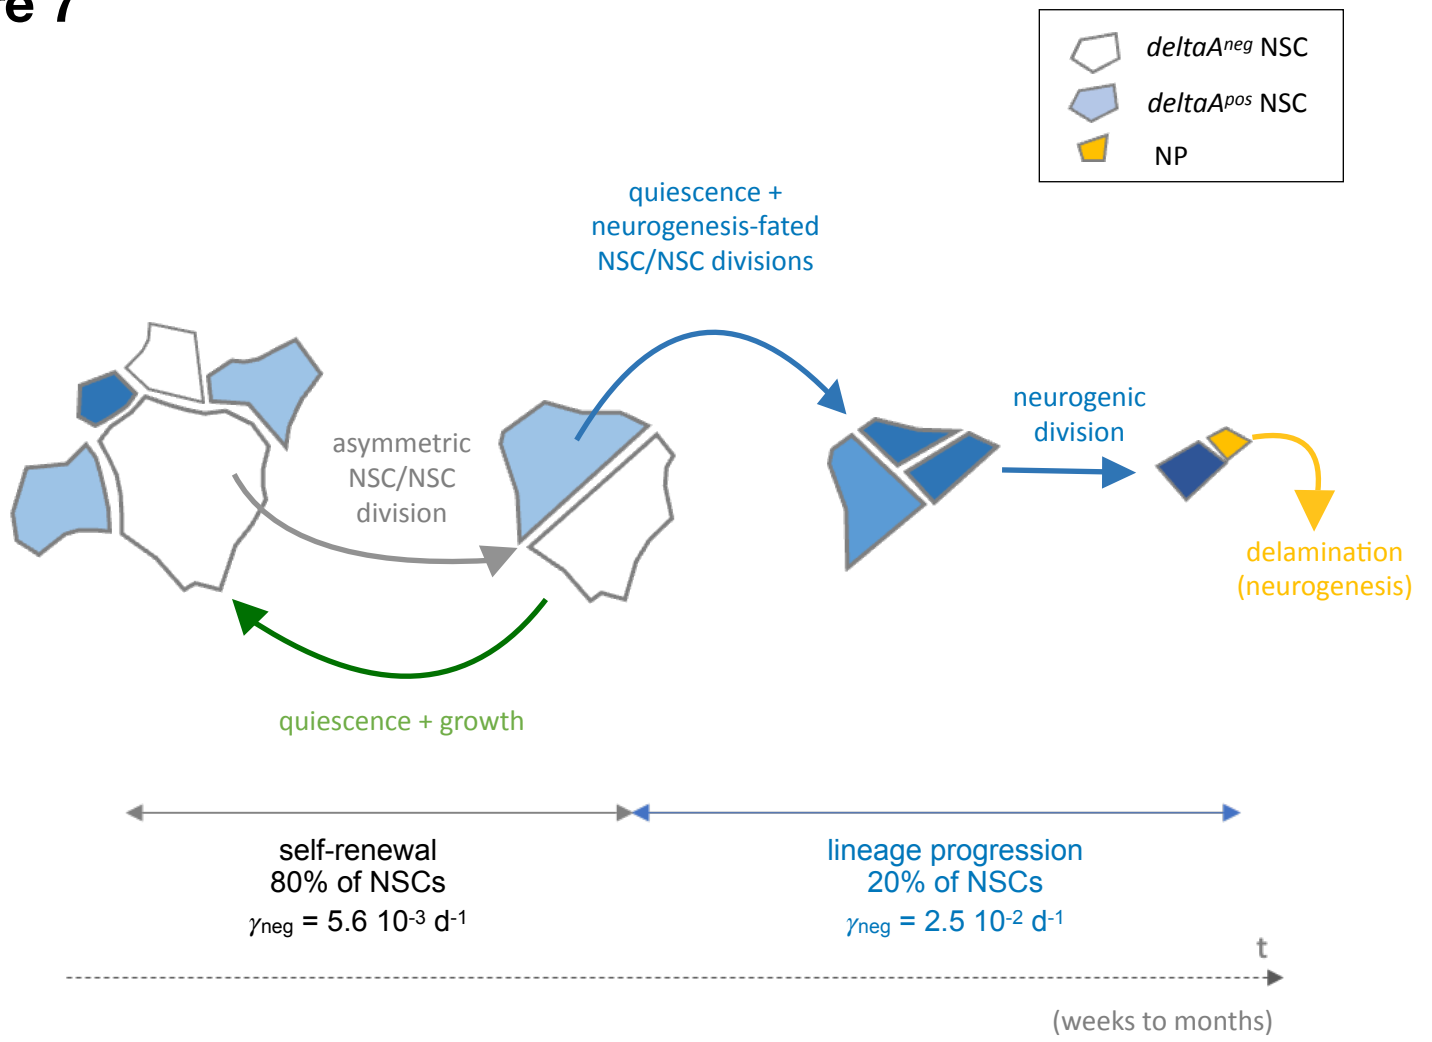 re 7
deltaAneg NSC
deltaApos NSC
NP
quiescence +
neurogenesis-fated
NSC/NSC divisions
neurogenic
division
asymmetric
NSC/NSC
division
delamination
(neurogenesis)
quiescence + growth
self-renewal
80% of NSCs
γneg = 5.6 10-3 d-1
lineage progression
20% of NSCs
γneg = 2.5 10-2 d-1
t
(weeks to months)